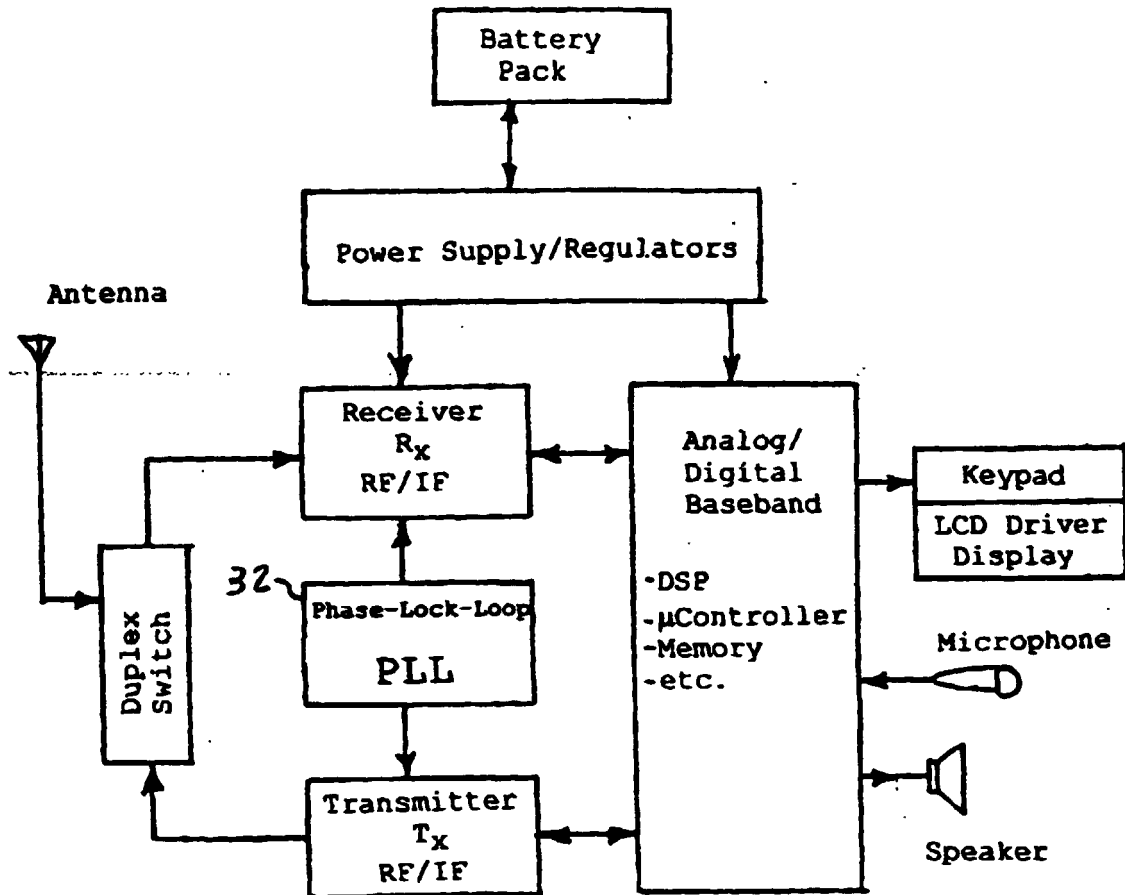 Battery
Pack
Power Supply/Regulators
Antenna
Receiver
Rx
RF/IF
Analog/
Digital
Baseband
-DSP
-µController
-Memory
-etc.
Keypad
LCD Driver
Display
32
Phase-Lock-Loop
PLL
Duplex
Switch
Microphone
Transmitter
Tx
RF/IF
Speaker